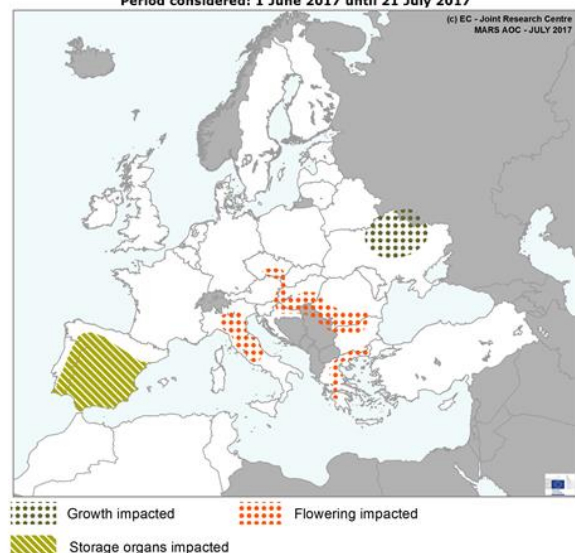 Period considered: 1 June 2017 until 21 July 2017
(c) EC - Joint Research Centre
MARS AOC - JULY 2017
Growth impacted
Flowering impacted
Storage organs impacted